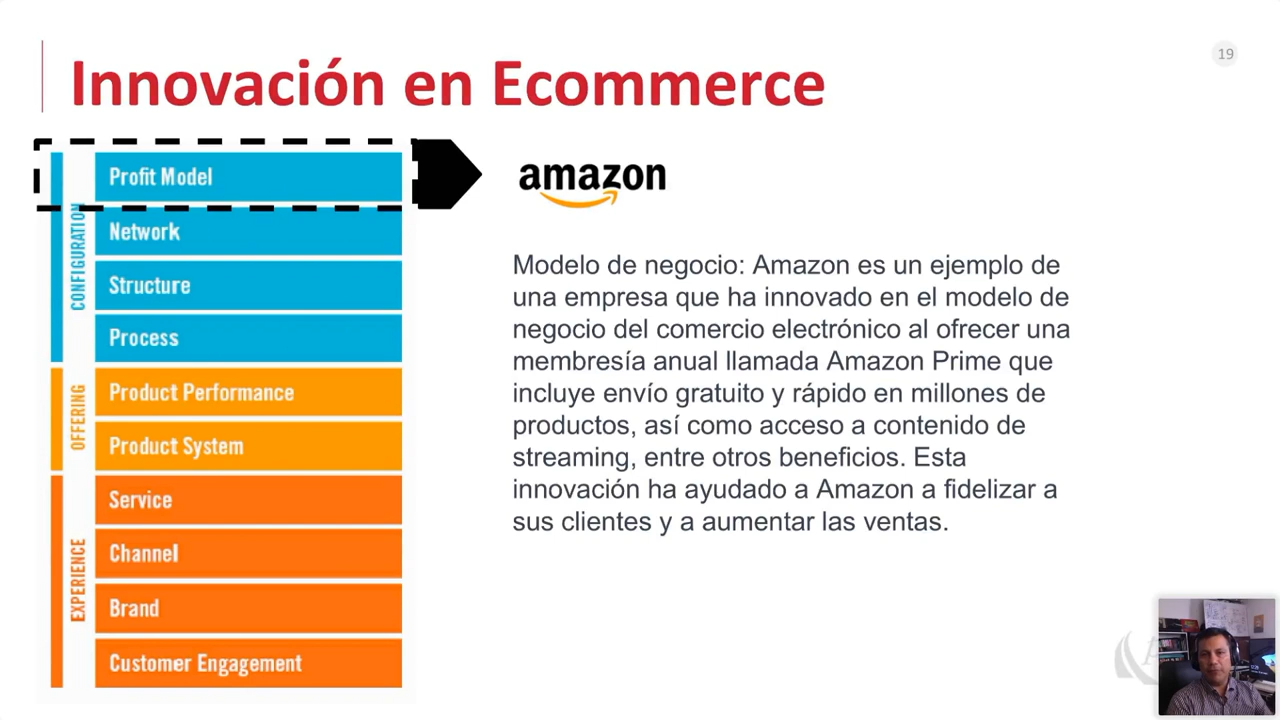 19
Innovación en Ecommerce
CONFIGURATION
Profit Model
Network
Structure
Process
OFFERING
Product Performance
Product System
EXPERIENCE
Service
Channel
Brand
Customer Engagement
amazon
Modelo de negocio: Amazon es un ejemplo de
una empresa que ha innovado en el modelo de
negocio del comercio electrónico al ofrecer una
membresía anual llamada Amazon Prime que
incluye envío gratuito y rápido en millones de
productos, así como acceso a contenido de
streaming, entre otros beneficios. Esta
innovación ha ayudado a Amazon a fidelizar a
sus clientes y a aumentar las ventas.